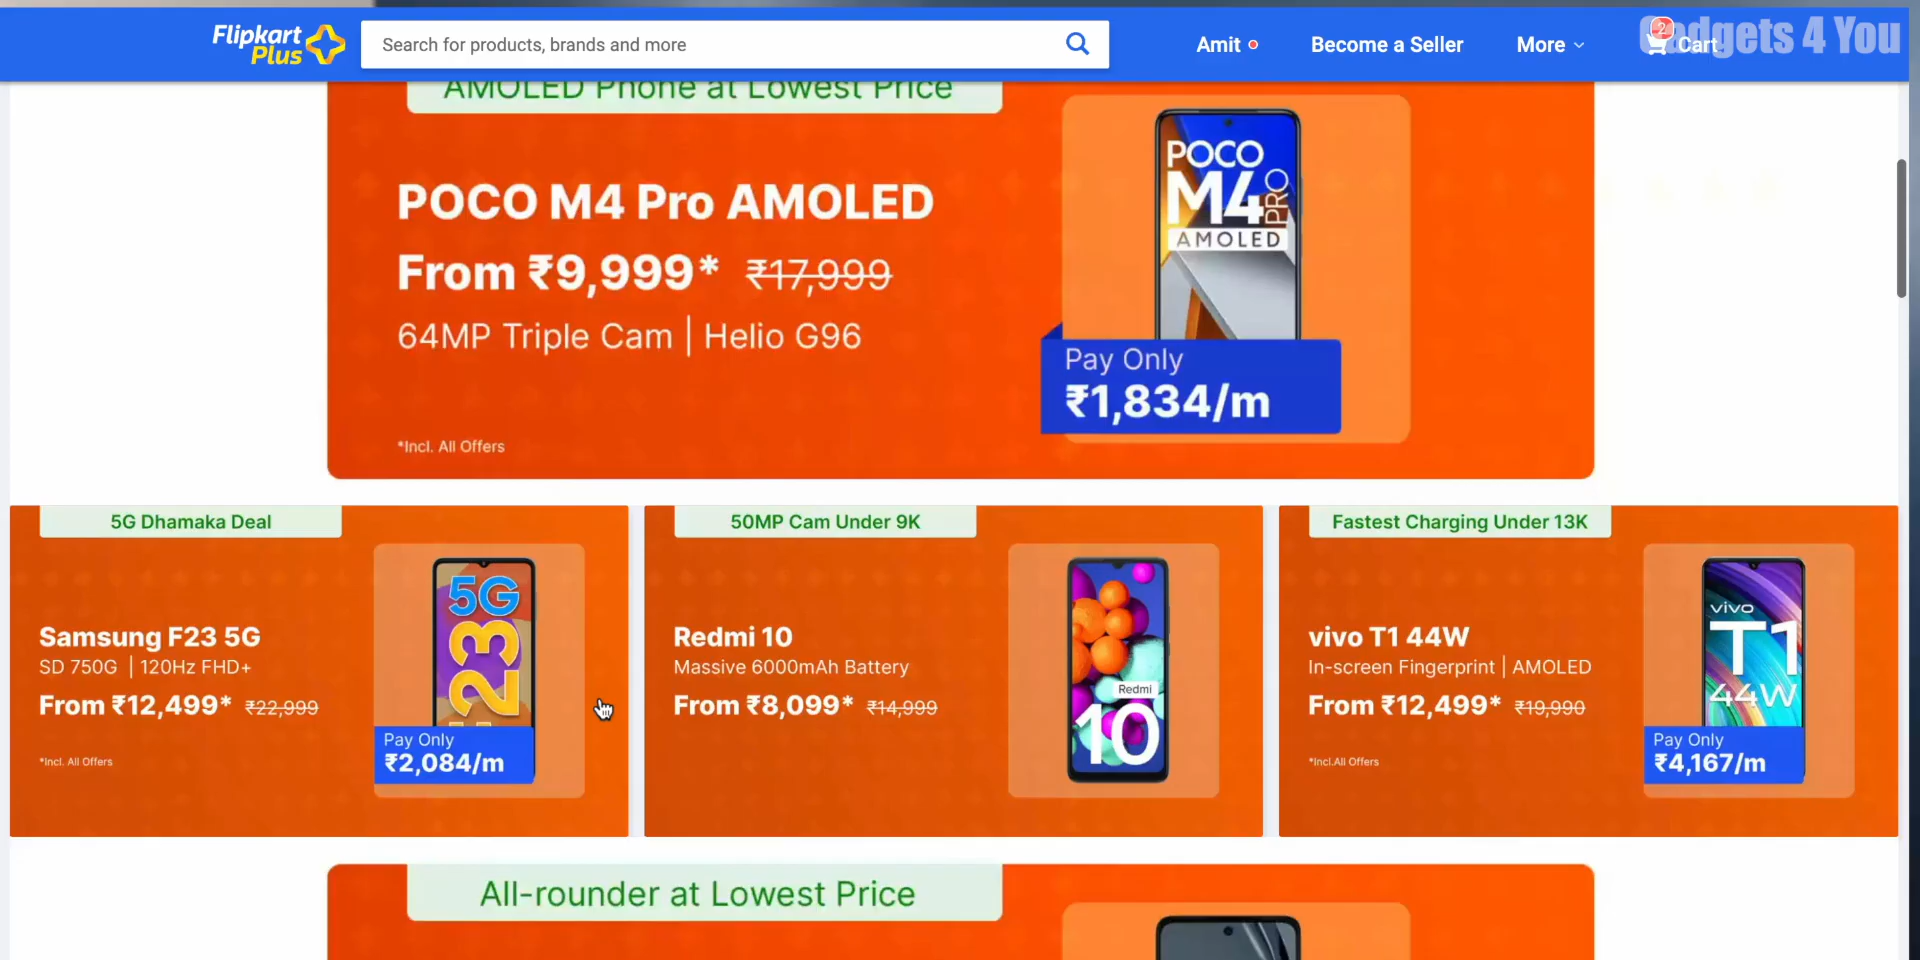 Flipkart
Plus
Search for products, brands and more
Amit
Become a Seller
More
2
Cart
Gadgets 4 You
AMOLED Phone at Lowest Price
POCO M4 Pro AMOLED
From ₹9,999* ₹17,999
64MP Triple Cam | Helio G96
*Incl. All Offers
POCO
M4 PRO
AMOLED
Pay Only
₹1,834/m
5G Dhamaka Deal
Samsung F23 5G
SD 750G | 120Hz FHD+
From ₹12,499* ₹22,999
*Incl. All Offers
5G
F23
Pay Only
₹2,084/m
50MP Cam Under 9K
Redmi 10
Massive 6000mAh Battery
From ₹8,099* ₹14,999
Redmi
10
Fastest Charging Under 13K
vivo T1 44W
In-screen Fingerprint | AMOLED
From ₹12,499* ₹19,990
*Incl.All Offers
vivo
T1
44W
Pay Only
₹4,167/m
All-rounder at Lowest Price